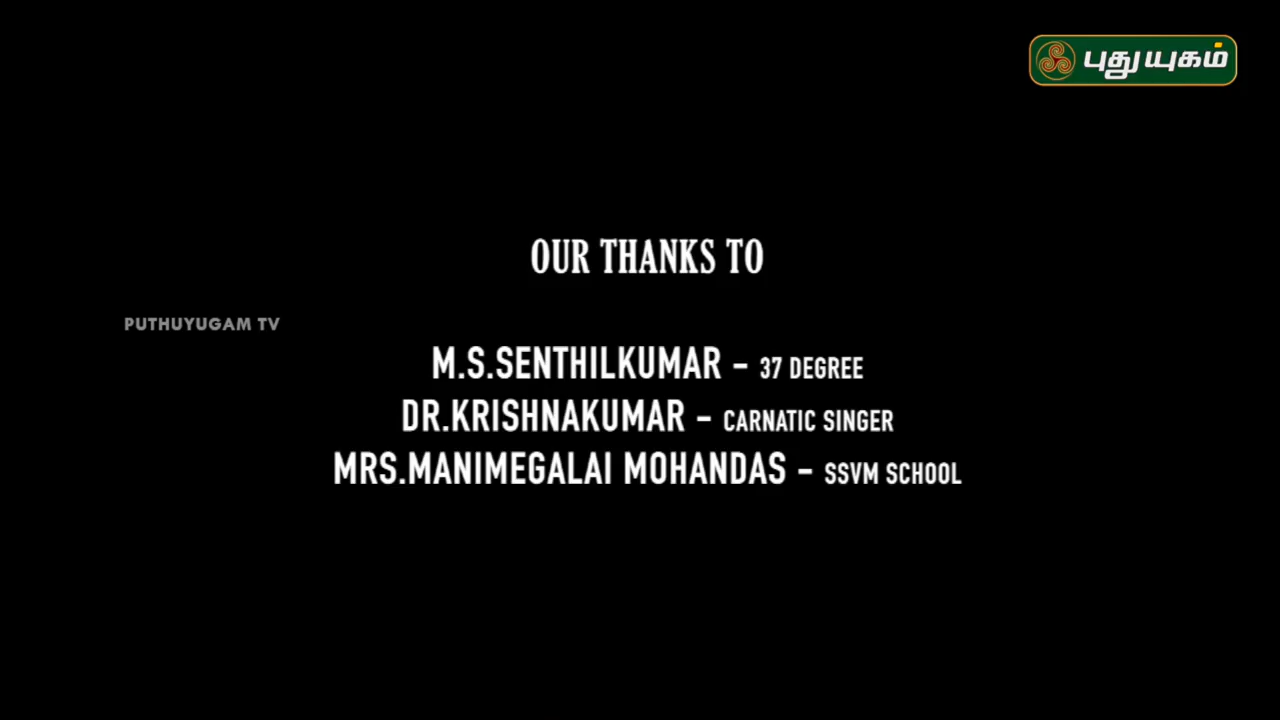 புதுயுகம்
OUR THANKS TO
PUTHUYUGAM TV
M.S.SENTHILKUMAR – 37 DEGREE
DR.KRISHNAKUMAR – CARNATIC SINGER
MRS.MANIMEGALAI MOHANDAS – SSVM SCHOOL